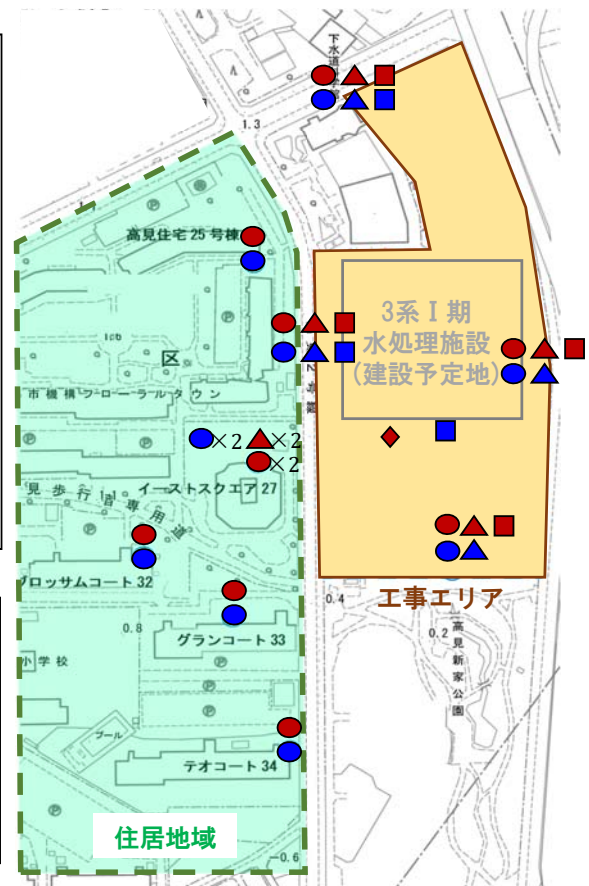 下水道
1.3
Ⓟ
高見住宅25号棟
Ⓟ
3系Ⅰ期
水処理施設
(建設予定地)
区
市機構フローラルタウン
×2
×2
×2
Ⓟ
Ⓟ
見歩行者専用道
イーストスクエア27
Ⓟ
ブロッサムコート32
0.4
工事エリア
0.8
グランコート33
0.2
高見新家公園
小学校
Ⓟ
Ⓟ
Ⓟ
プール
テオコート34
Ⓟ
住居地域
-0.6